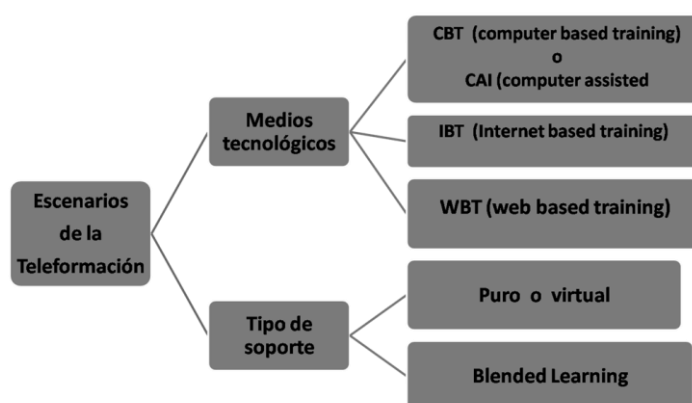 Escenarios
de la
Teleformación
Medios
tecnológicos
CBT (computer based training)
o
CAI (computer assisted
IBT (Internet based training)
WBT (web based training)
Tipo de
soporte
Puro o virtual
Blended Learning